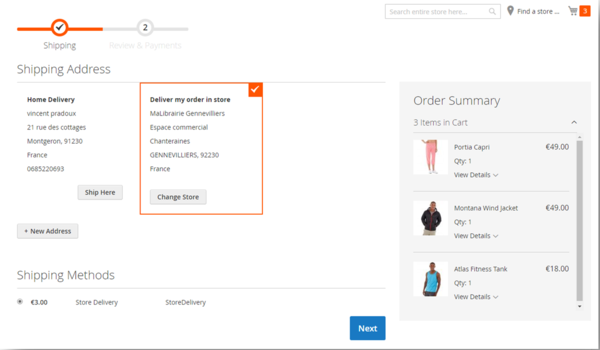 Search entire store here...
Find a store ...
3
2
Shipping
Review & Payments
Shipping Address
Home Delivery
vincent pradoux
21 rue des cottages
Montgeron, 91230
France
0685220693
Ship Here
Deliver my order in store
MaLibrairie Gennevilliers
Espace commercial
Chanteraines
GENNEVILLIERS, 92230
France
Change Store
+ New Address
Shipping Methods
€3.00 Store Delivery StoreDelivery
Next
Order Summary
3 Items in Cart
Portia Capri €49.00
Qty: 1
View Details
Montana Wind Jacket €49.00
Qty: 1
View Details
Atlas Fitness Tank €18.00
Qty: 1
View Details